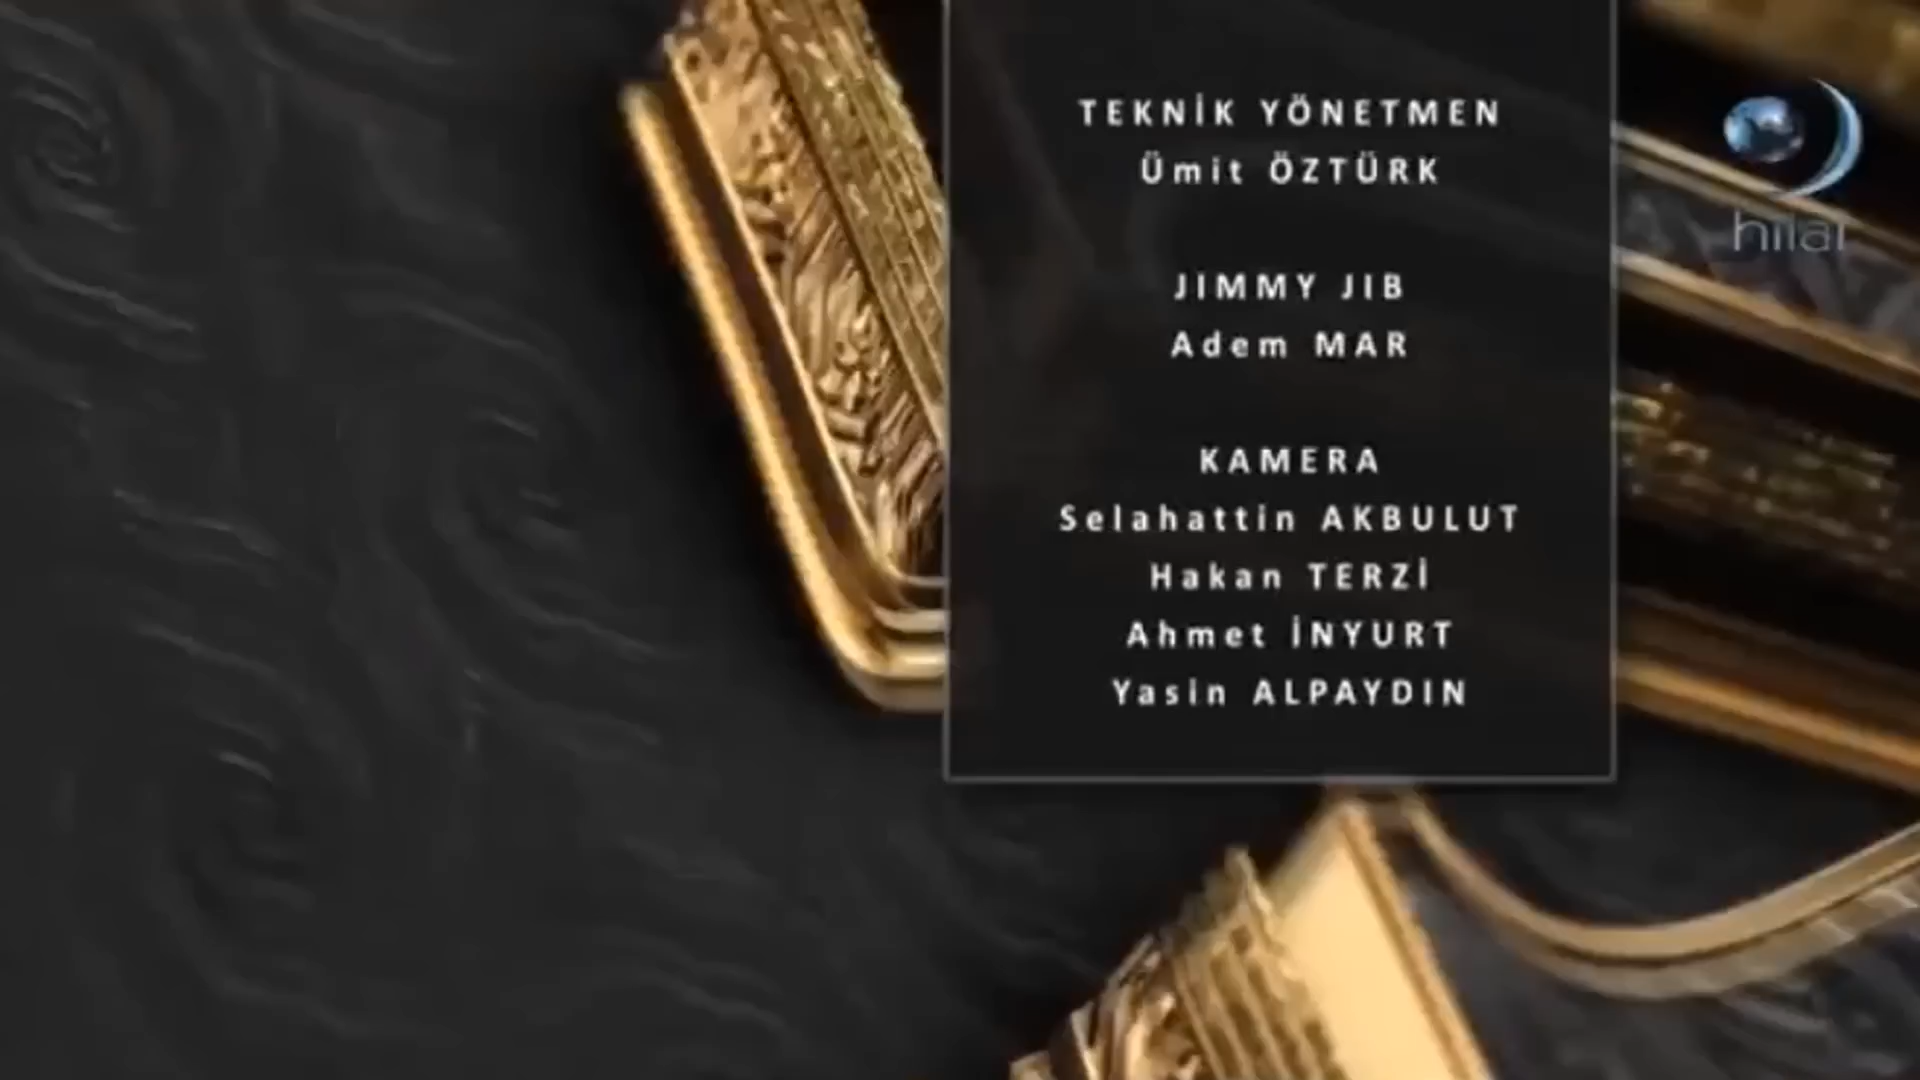 TEKNİK YÖNETMEN
Ümit ÖZTÜRK
JIMMY JIB
Adem MAR
KAMERA
Selahattin AKBULUT
Hakan TERZİ
Ahmet İNYURT
Yasin ALPAYDIN
hilal